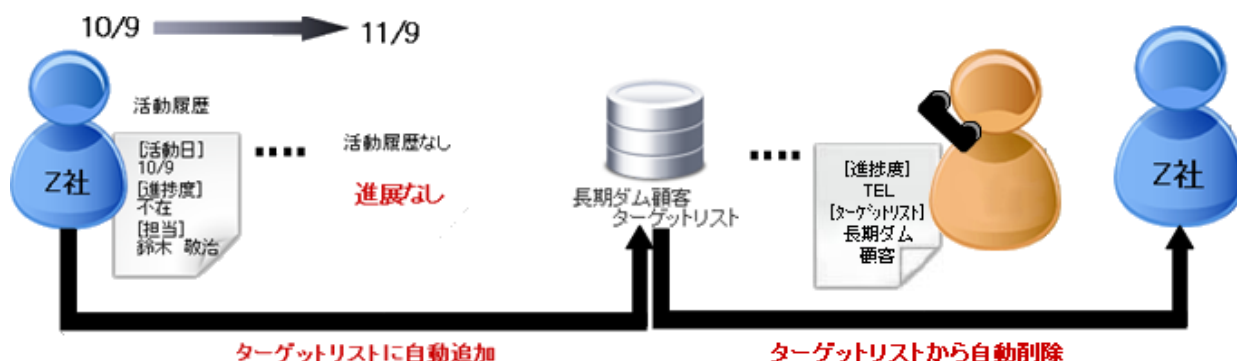 10/9
11/9
活動履歴
Z社
[活動日]
10/9
[進捗度]
不在
[担当]
鈴木 敬治
活動履歴なし
進展なし
長期ダム顧客
ターゲットリスト
[進捗度]
TEL
[ターゲットリスト]
長期ダム
顧客
Z社
ターゲットリストに自動追加
ターゲットリストから自動削除